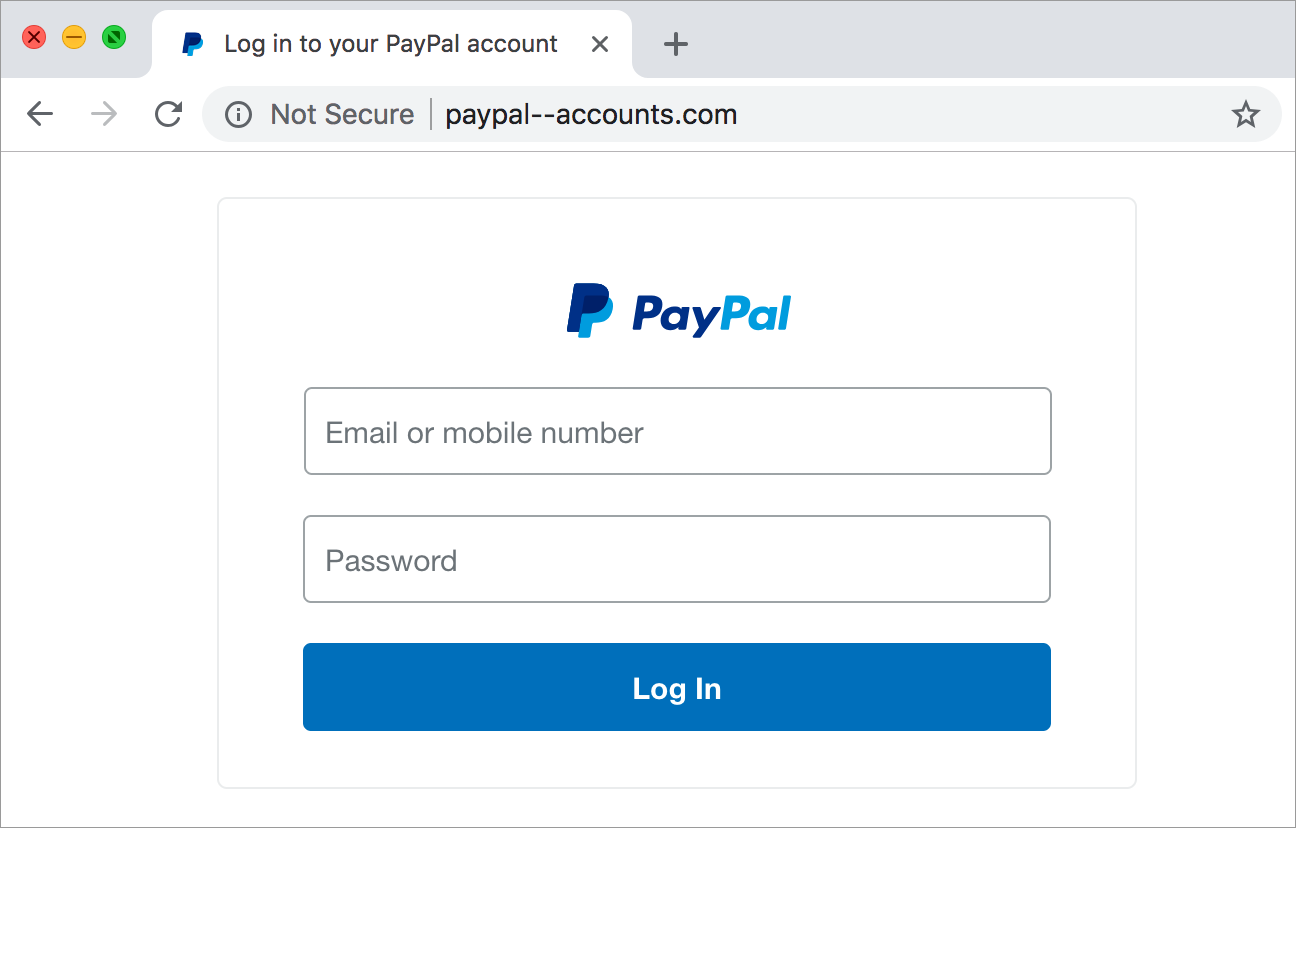 Log in to your PayPal account
Not Secure paypal--accounts.com
PayPal
Email or mobile number
Password
Log In